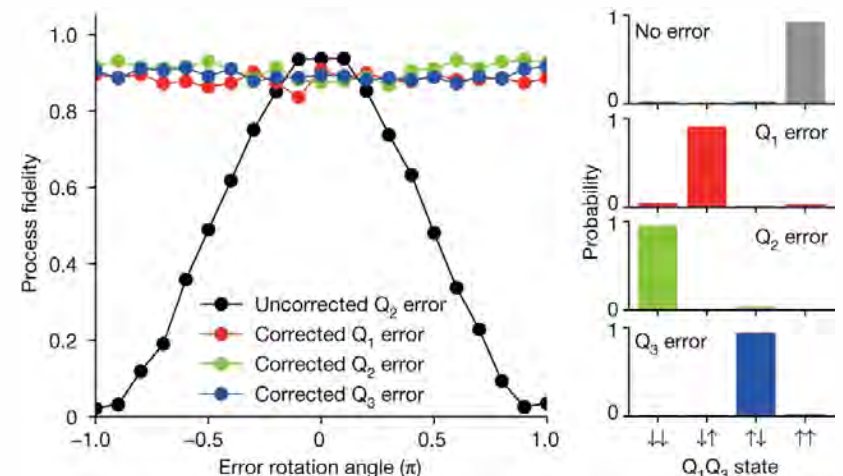 1.0
0.8
0.6
0.4
0.2
0
Process fidelity
Uncorrected Q₂ error
Corrected Q₁ error
Corrected Q₂ error
Corrected Q₃ error
−1.0 −0.5 0 0.5 1.0
Error rotation angle (π)
Probability
1
No error
0
1
Q₁ error
0
1
Q₂ error
0
1
Q₃ error
0
↓↓ ↓↑ ↑↓ ↑↑
Q₁Q₃ state